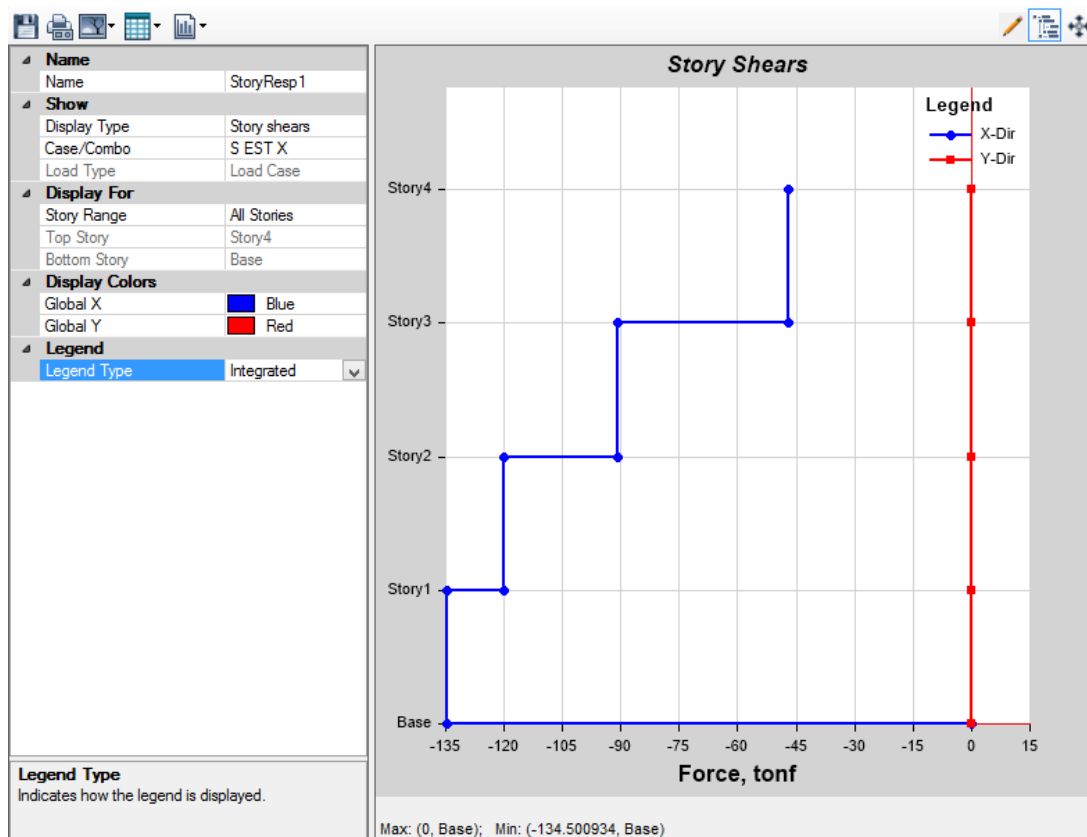 Name
Name StoryResp1
Show
Display Type Story shears
Case/Combo S EST X
Load Type Load Case
Display For
Story Range All Stories
Top Story Story4
Bottom Story Base
Display Colors
Global X Blue
Global Y Red
Legend
Legend Type Integrated
Legend Type
Indicates how the legend is displayed.
Story Shears
Legend
X-Dir
Y-Dir
Story4
Story3
Story2
Story1
Base
-135 -120 -105 -90 -75 -60 -45 -30 -15 0 15
Force, tonf
Max: (0, Base); Min: (-134.500934, Base)